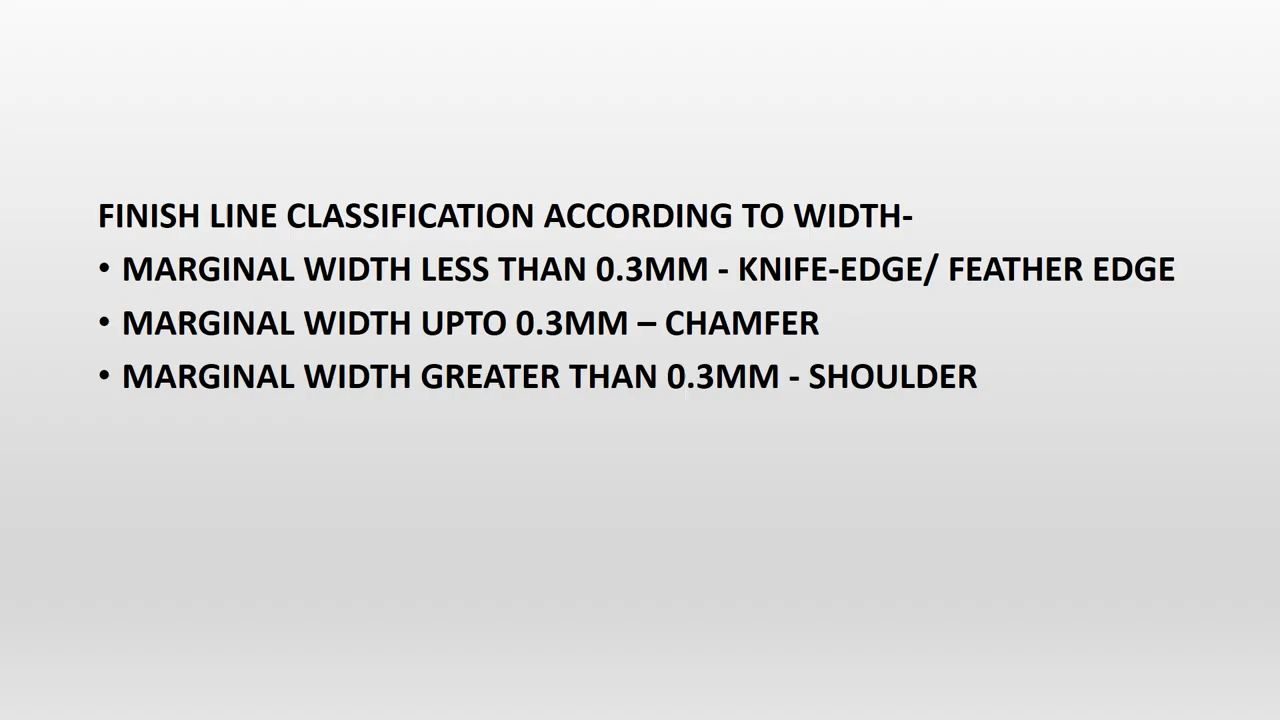 FINISH LINE CLASSIFICATION ACCORDING TO WIDTH-
• MARGINAL WIDTH LESS THAN 0.3MM - KNIFE-EDGE/ FEATHER EDGE
• MARGINAL WIDTH UPTO 0.3MM – CHAMFER
• MARGINAL WIDTH GREATER THAN 0.3MM - SHOULDER